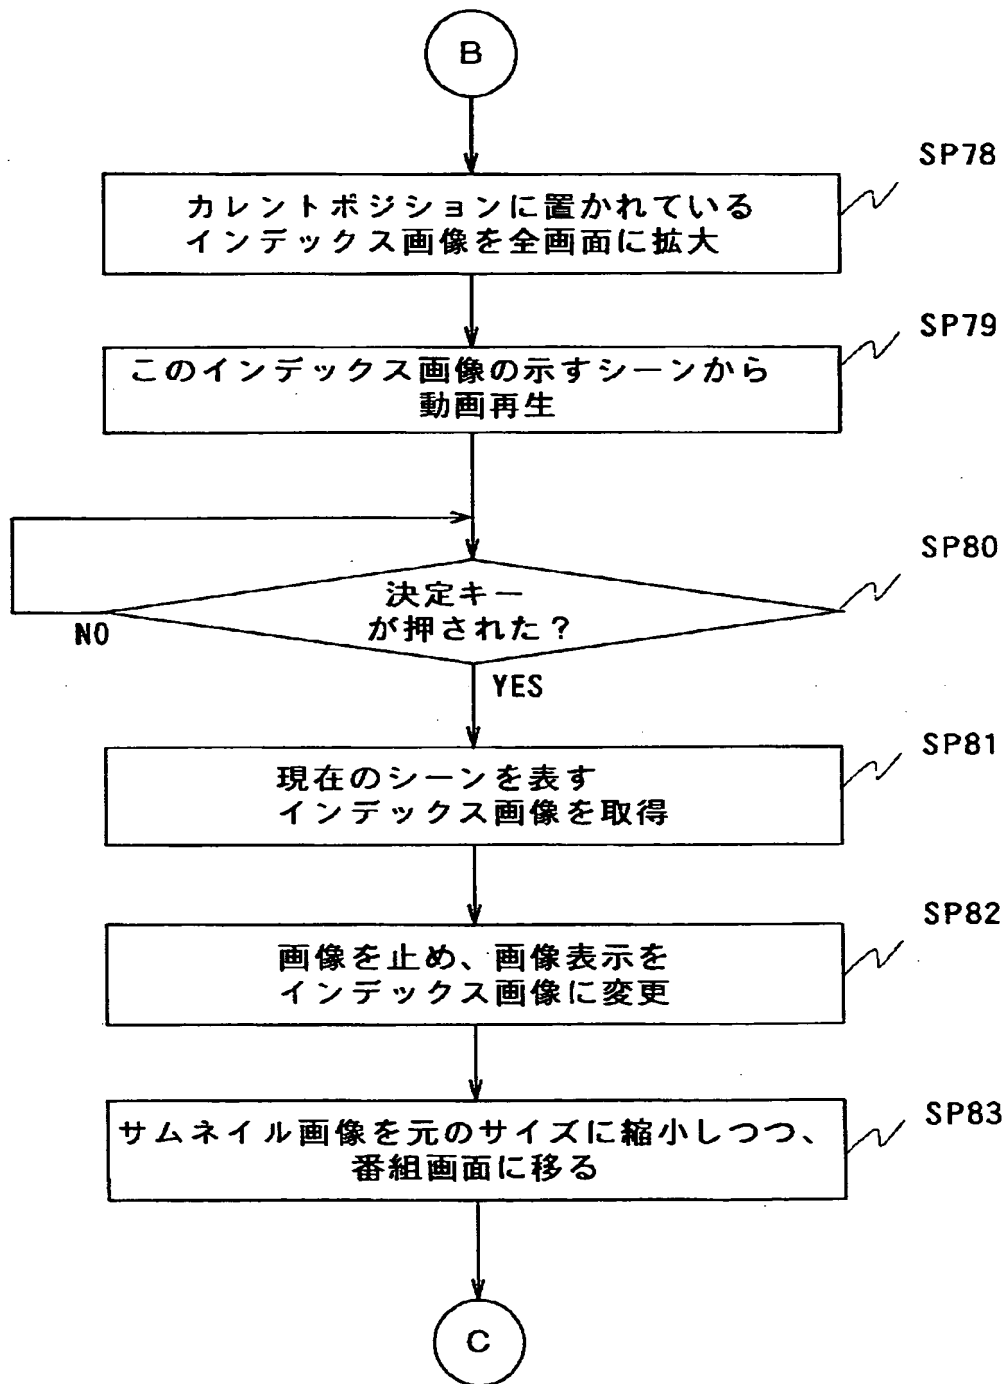 B
SP78
カレントポジションに置かれている
インデックス画像を全画面に拡大
SP79
このインデックス画像の示すシーンから
動画再生
SP80
決定キー
が押された？
NO
YES
SP81
現在のシーンを表す
インデックス画像を取得
SP82
画像を止め、画像表示を
インデックス画像に変更
SP83
サムネイル画像を元のサイズに縮小しつつ、
番組画面に移る
C